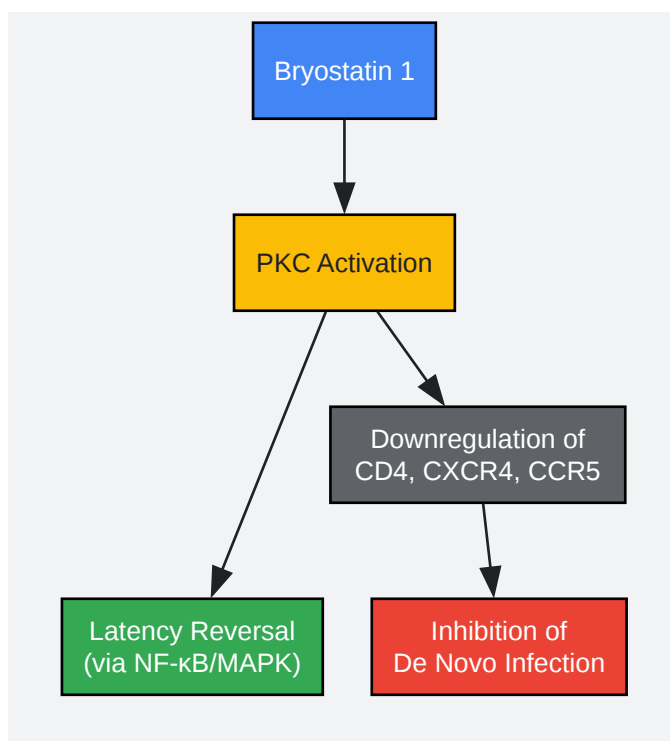 Bryostatin 1
PKC Activation
Downregulation of
CD4, CXCR4, CCR5
Latency Reversal
(via NF-κB/MAPK)
Inhibition of
De Novo Infection